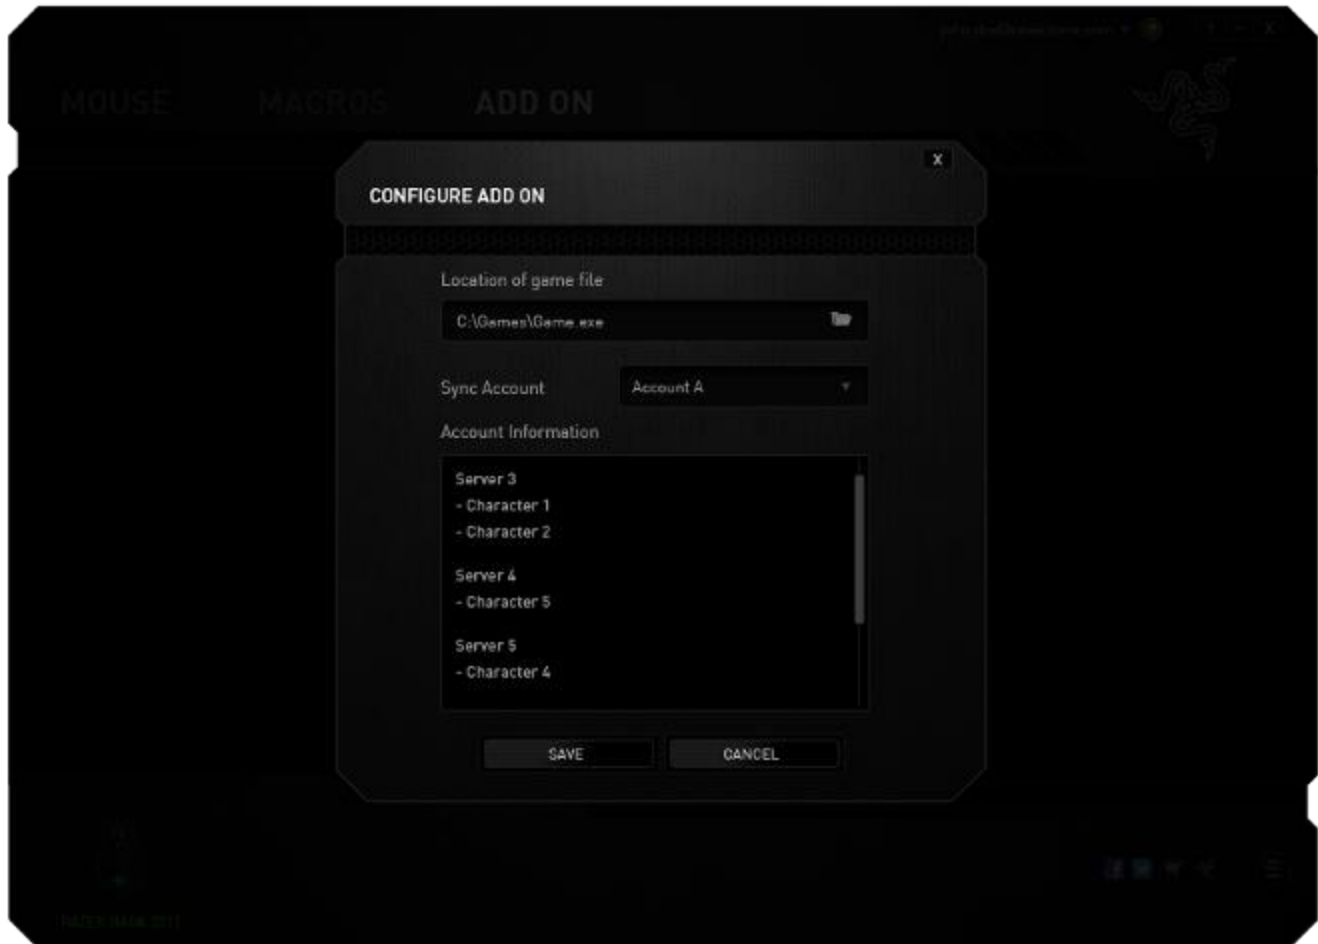 MOUSE MACROS ADD ON
X
CONFIGURE ADD ON
Location of game file
C:\Games\Game.exe
Sync Account Account A
Account Information
Server 3
- Character 1
- Character 2
Server 4
- Character 5
Server 5
- Character 4
SAVE CANCEL